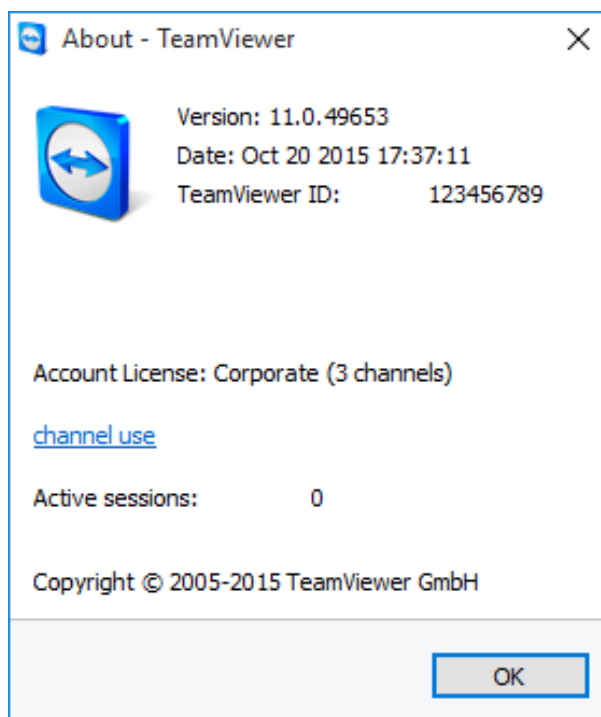 About - TeamViewer
Version: 11.0.49653
Date: Oct 20 2015 17:37:11
TeamViewer ID: 123456789
Account License: Corporate (3 channels)
channel use
Active sessions: 0
Copyright © 2005-2015 TeamViewer GmbH
OK